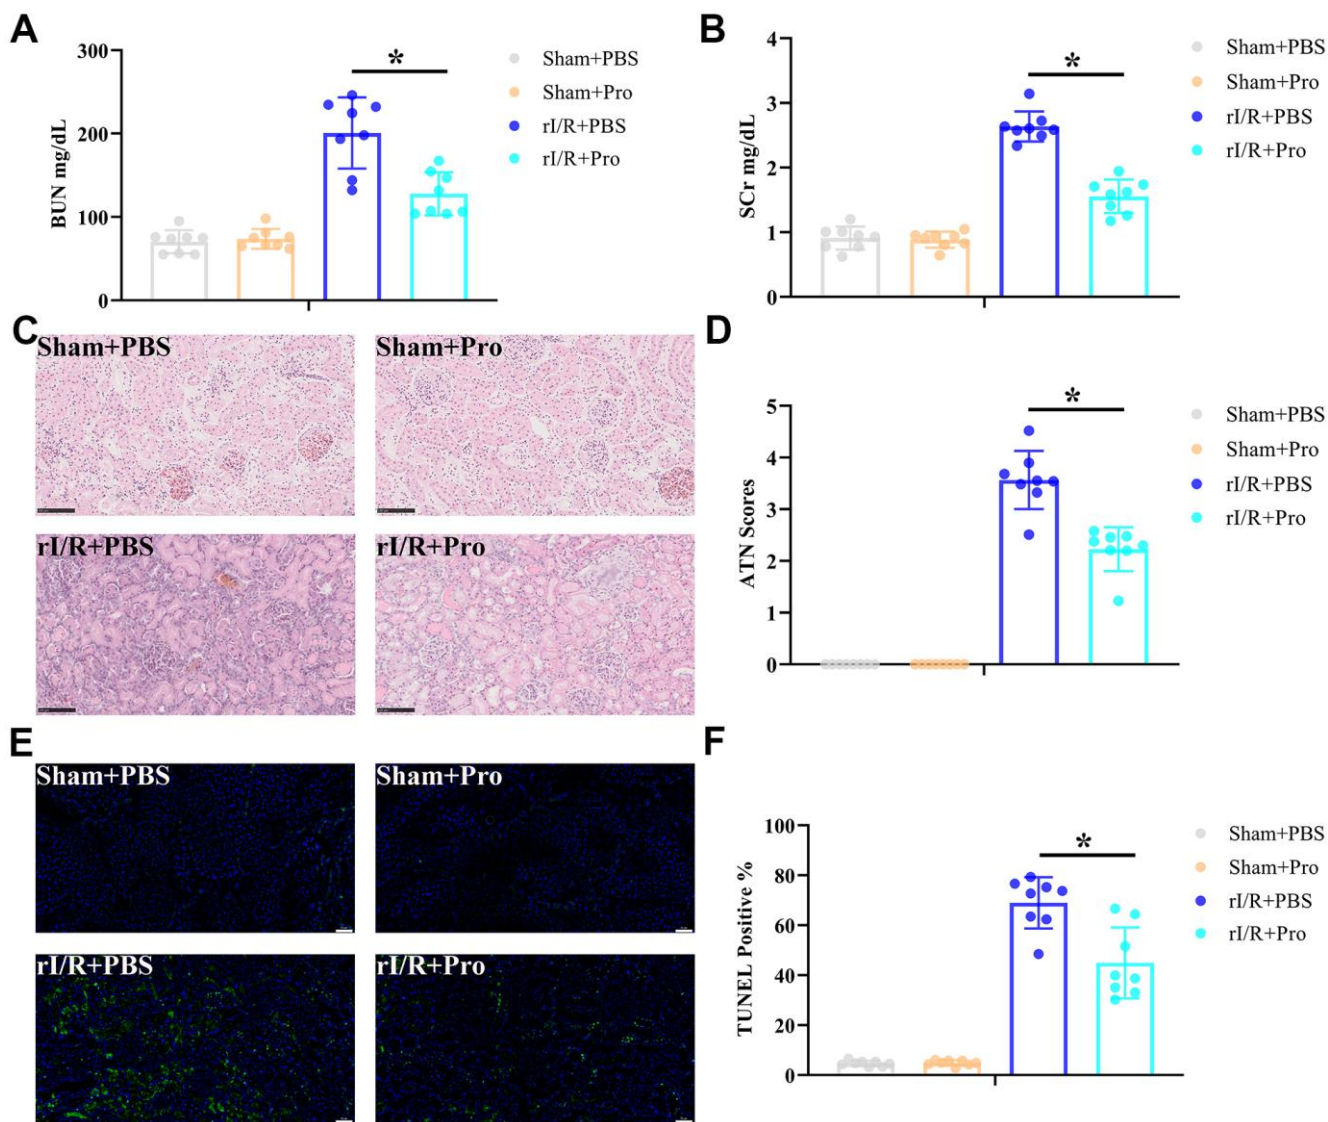 A
BUN mg/dL
300
200
100
0
*
Sham+PBS
Sham+Pro
rI/R+PBS
rI/R+Pro
B
SCr mg/dL
4
3
2
1
0
*
Sham+PBS
Sham+Pro
rI/R+PBS
rI/R+Pro
C
Sham+PBS
Sham+Pro
rI/R+PBS
rI/R+Pro
D
ATN Scores
5
4
3
2
1
0
*
Sham+PBS
Sham+Pro
rI/R+PBS
rI/R+Pro
E
Sham+PBS
Sham+Pro
rI/R+PBS
rI/R+Pro
F
TUNEL Positive %
100
80
60
40
20
0
*
Sham+PBS
Sham+Pro
rI/R+PBS
rI/R+Pro